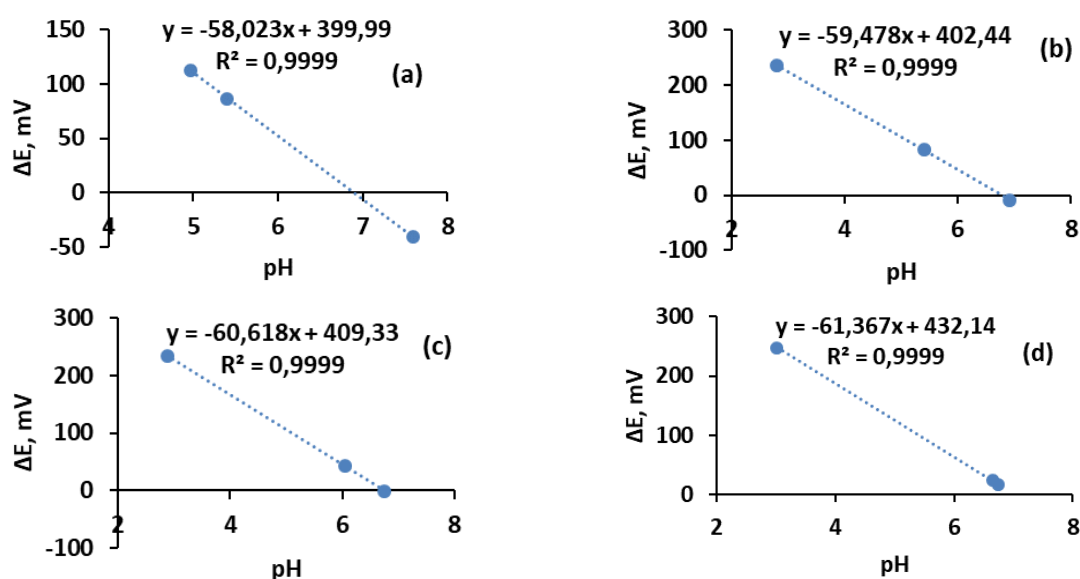 y = -58,023x + 399,99
R² = 0,9999
(a)
150
100
50
0
-50
4
5
6
7
8
ΔE, mV
pH
y = -59,478x + 402,44
R² = 0,9999
(b)
300
200
100
0
-100
2
4
6
8
ΔE, mV
pH
y = -60,618x + 409,33
R² = 0,9999
(c)
300
200
100
0
-100
2
4
6
8
ΔE, mV
pH
y = -61,367x + 432,14
R² = 0,9999
(d)
300
200
100
0
2
4
6
8
ΔE, mV
pH